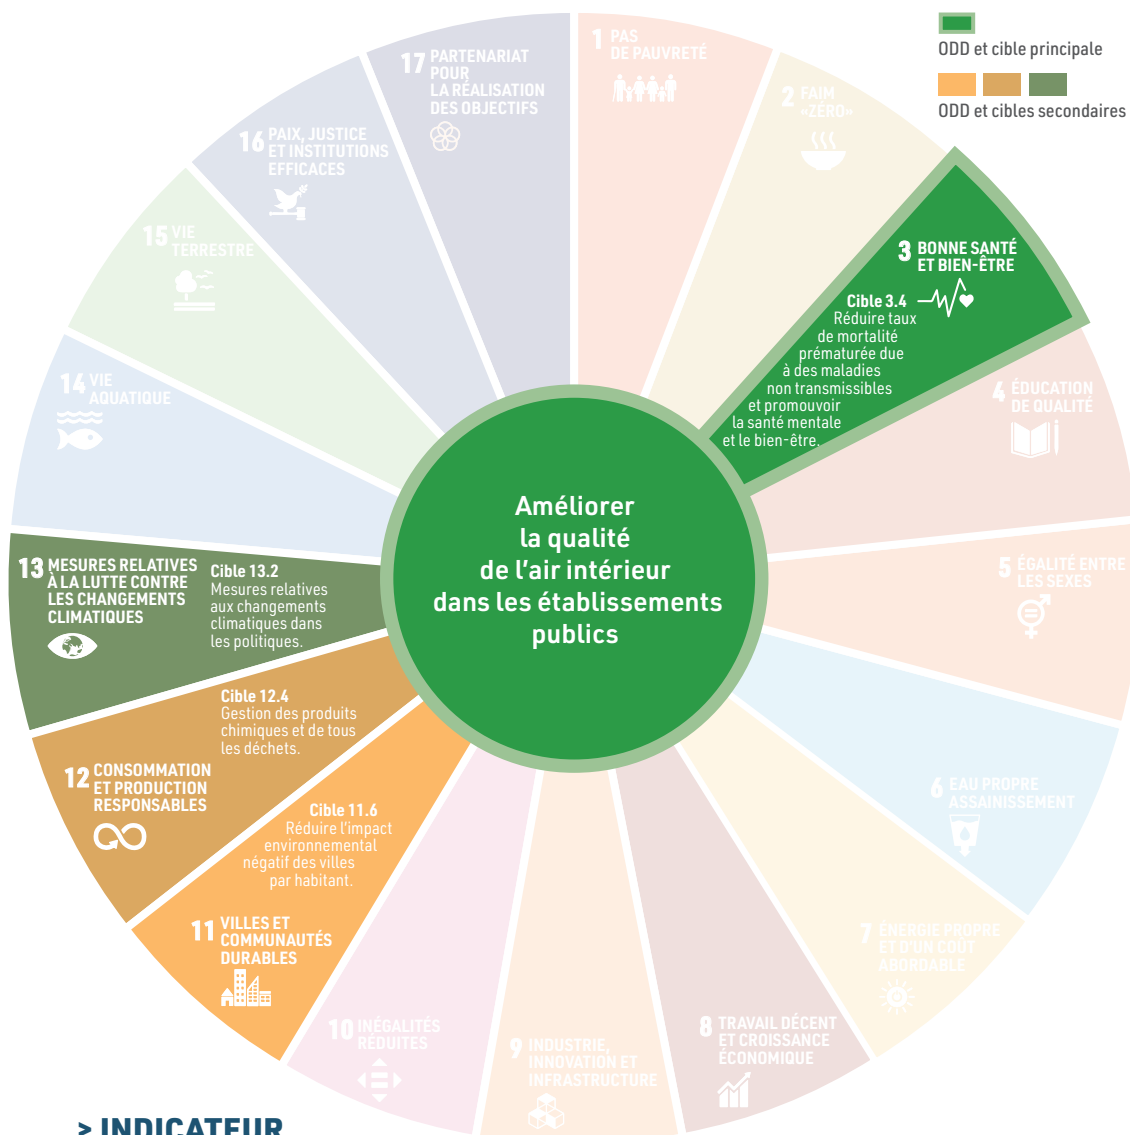 ODD et cible principale
ODD et cibles secondaires
1 PAS
DE PAUVRETÉ
2 FAIM
«ZÉRO»
3 BONNE SANTÉ
ET BIEN-ÊTRE
Cible 3.4
Réduire taux
de mortalité
prématurée due
à des maladies
non transmissibles
et promouvoir
la santé mentale
et le bien-être.
4 ÉDUCATION
DE QUALITÉ
5 ÉGALITÉ ENTRE
LES SEXES
6 EAU PROPRE
ASSAINISSEMENT
7 ÉNERGIE PROPRE
ET D'UN COÛT
ABORDABLE
8 TRAVAIL DÉCENT
ET CROISSANCE
ÉCONOMIQUE
9 INDUSTRIE,
INNOVATION ET
INFRASTRUCTURE
10 INÉGALITÉS
RÉDUITES
11 VILLES ET
COMMUNAUTÉS
DURABLES
Cible 11.6
Réduire l'impact
environnemental
négatif des villes
par habitant.
12 CONSOMMATION
ET PRODUCTION
RESPONSABLES
Cible 12.4
Gestion des produits
chimiques et de tous
les déchets.
13 MESURES RELATIVES
À LA LUTTE CONTRE
LES CHANGEMENTS
CLIMATIQUES
Cible 13.2
Mesures relatives
aux changements
climatiques dans
les politiques.
14 VIE
AQUATIQUE
15 VIE
TERRESTRE
16 PAIX, JUSTICE
ET INSTITUTIONS
EFFICACES
17 PARTENARIAT
POUR
LA RÉALISATION
DES OBJECTIFS
Améliorer
la qualité
de l'air intérieur
dans les établissements
publics
> INDICATEUR